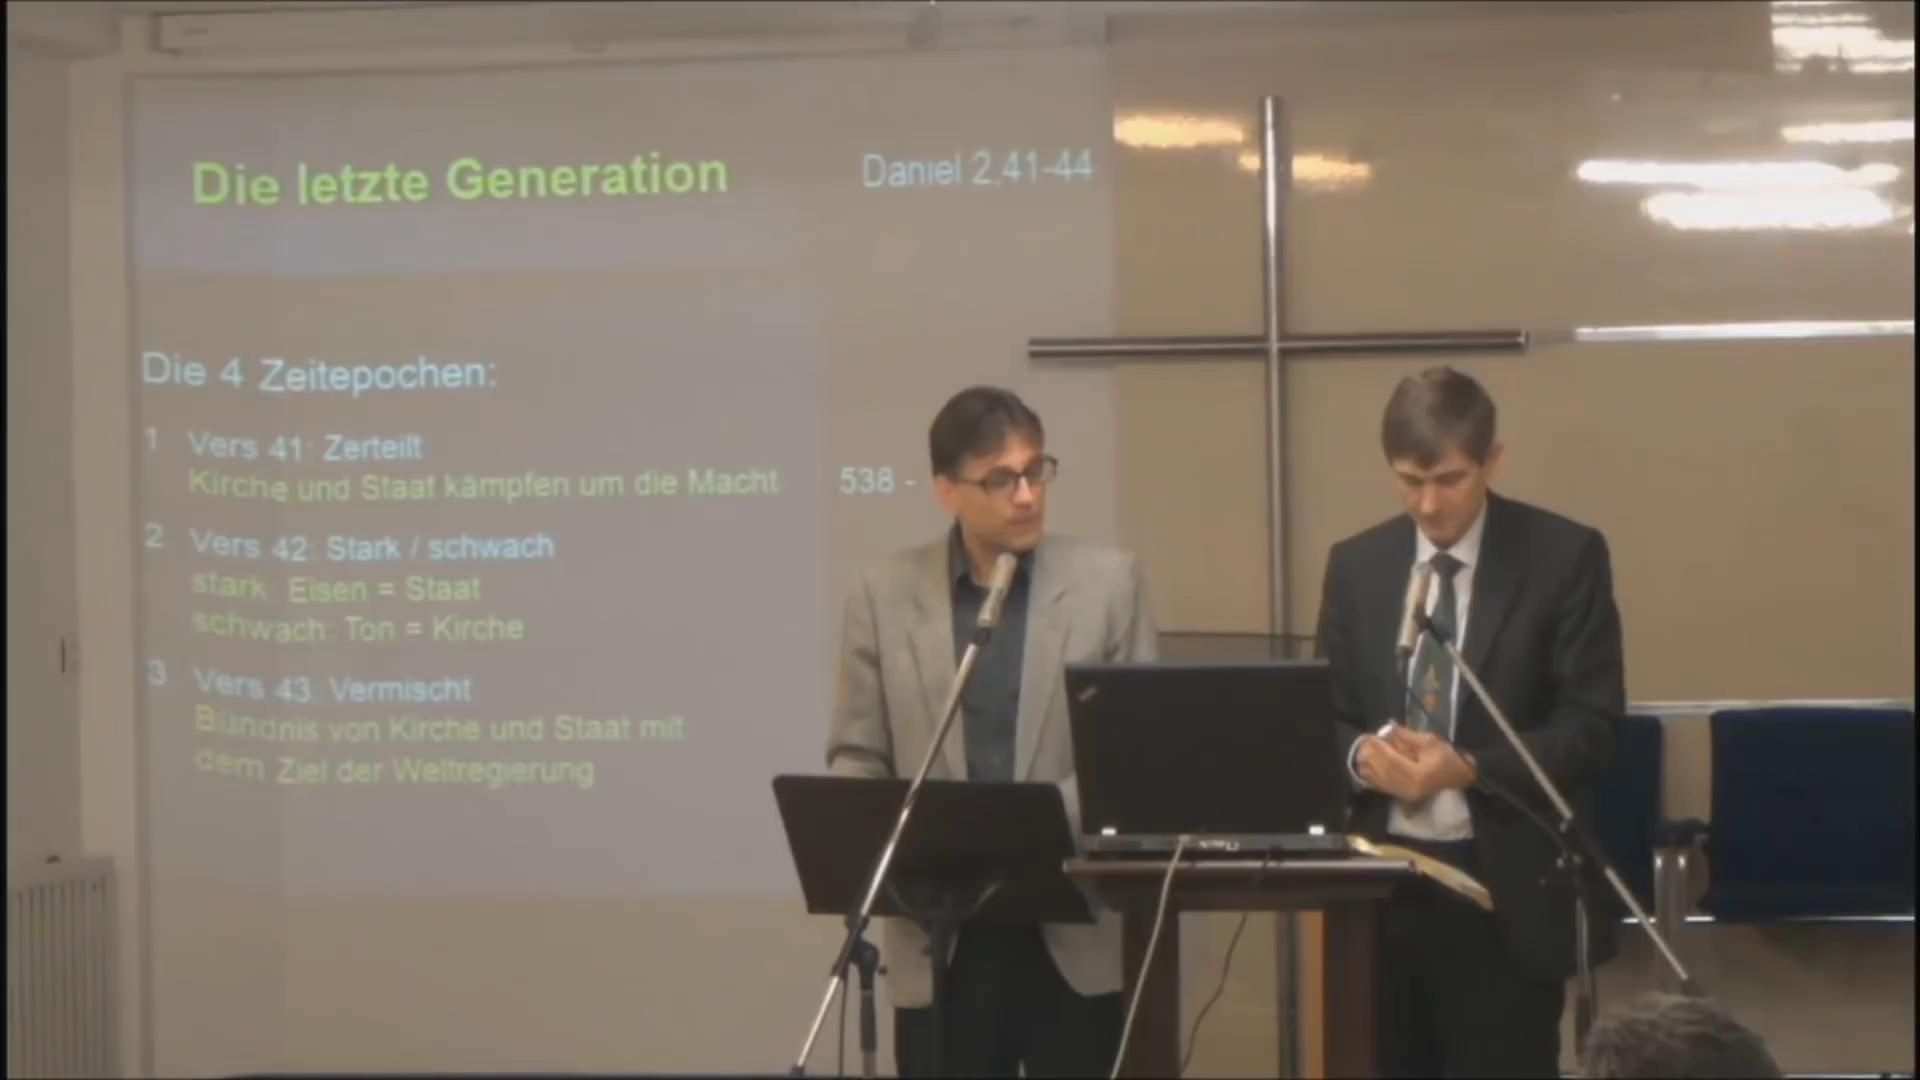 Die letzte Generation
Daniel 2,41-44
Die 4 Zeitepochen:
1 Vers 41: Zerteilt
Kirche und Staat kämpfen um die Macht 538 -
2. Vers 42: Stark / schwach
stark: Eisen = Staat
schwach: Ton = Kirche
3 Vers 43: Vermischt
Bündnis von Kirche und Staat mit
dem Ziel der Weltregierung